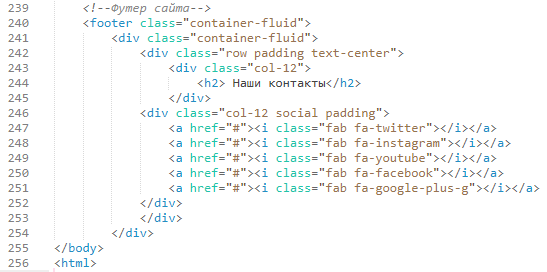 239 <!--Футер сайта-->
240 <footer class="container-fluid">
241 <div class="container-fluid">
242 <div class="row padding text-center">
243 <div class="col-12">
244 <h2> Наши контакты</h2>
245 </div>
246 <div class="col-12 social padding">
247 <a href="#"><i class="fab fa-twitter"></i></a>
248 <a href="#"><i class="fab fa-instagram"></i></a>
249 <a href="#"><i class="fab fa-youtube"></i></a>
250 <a href="#"><i class="fab fa-facebook"></i></a>
251 <a href="#"><i class="fab fa-google-plus-g"></i></a>
252 </div>
253 </div>
254 </div>
255 </body>
256 <html>